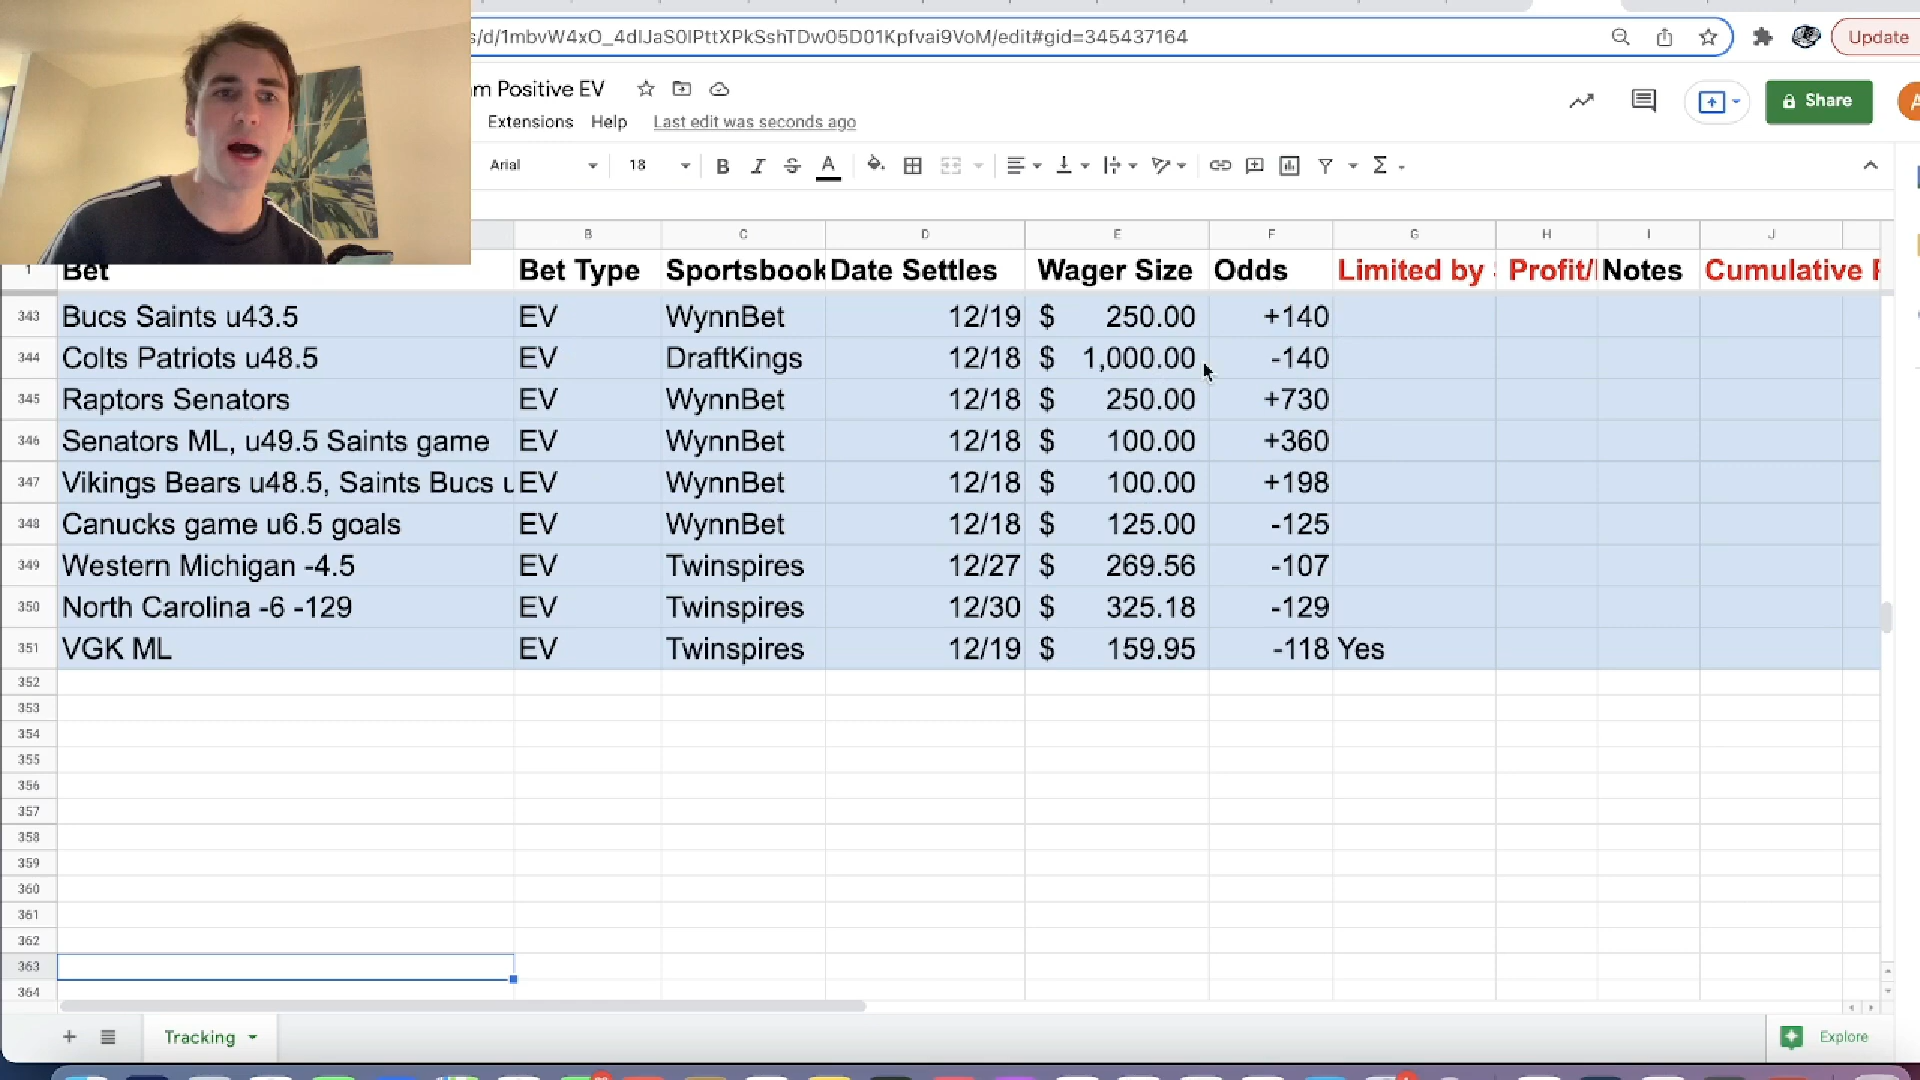 s/d/1mbvW4xO_4dIJaS0IPttXPkSshTDw05D01Kpfvai9VoM/edit#gid=345437164
Update
m Positive EV
Share
Extensions Help Last edit was seconds ago
Arial 18 B I S A
B C D E F G H I J
1 Bet Bet Type Sportsbook Date Settles Wager Size Odds Limited by Profit/ Notes Cumulative
343 Bucs Saints u43.5 EV WynnBet 12/19 $ 250.00 +140
344 Colts Patriots u48.5 EV DraftKings 12/18 $ 1,000.00 -140
345 Raptors Senators EV WynnBet 12/18 $ 250.00 +730
346 Senators ML, u49.5 Saints game EV WynnBet 12/18 $ 100.00 +360
347 Vikings Bears u48.5, Saints Bucs u EV WynnBet 12/18 $ 100.00 +198
348 Canucks game u6.5 goals EV WynnBet 12/18 $ 125.00 -125
349 Western Michigan -4.5 EV Twinspires 12/27 $ 269.56 -107
350 North Carolina -6 -129 EV Twinspires 12/30 $ 325.18 -129
351 VGK ML EV Twinspires 12/19 $ 159.95 -118 Yes
352
353
354
355
356
357
358
359
360
361
362
363
364
Tracking
Explore